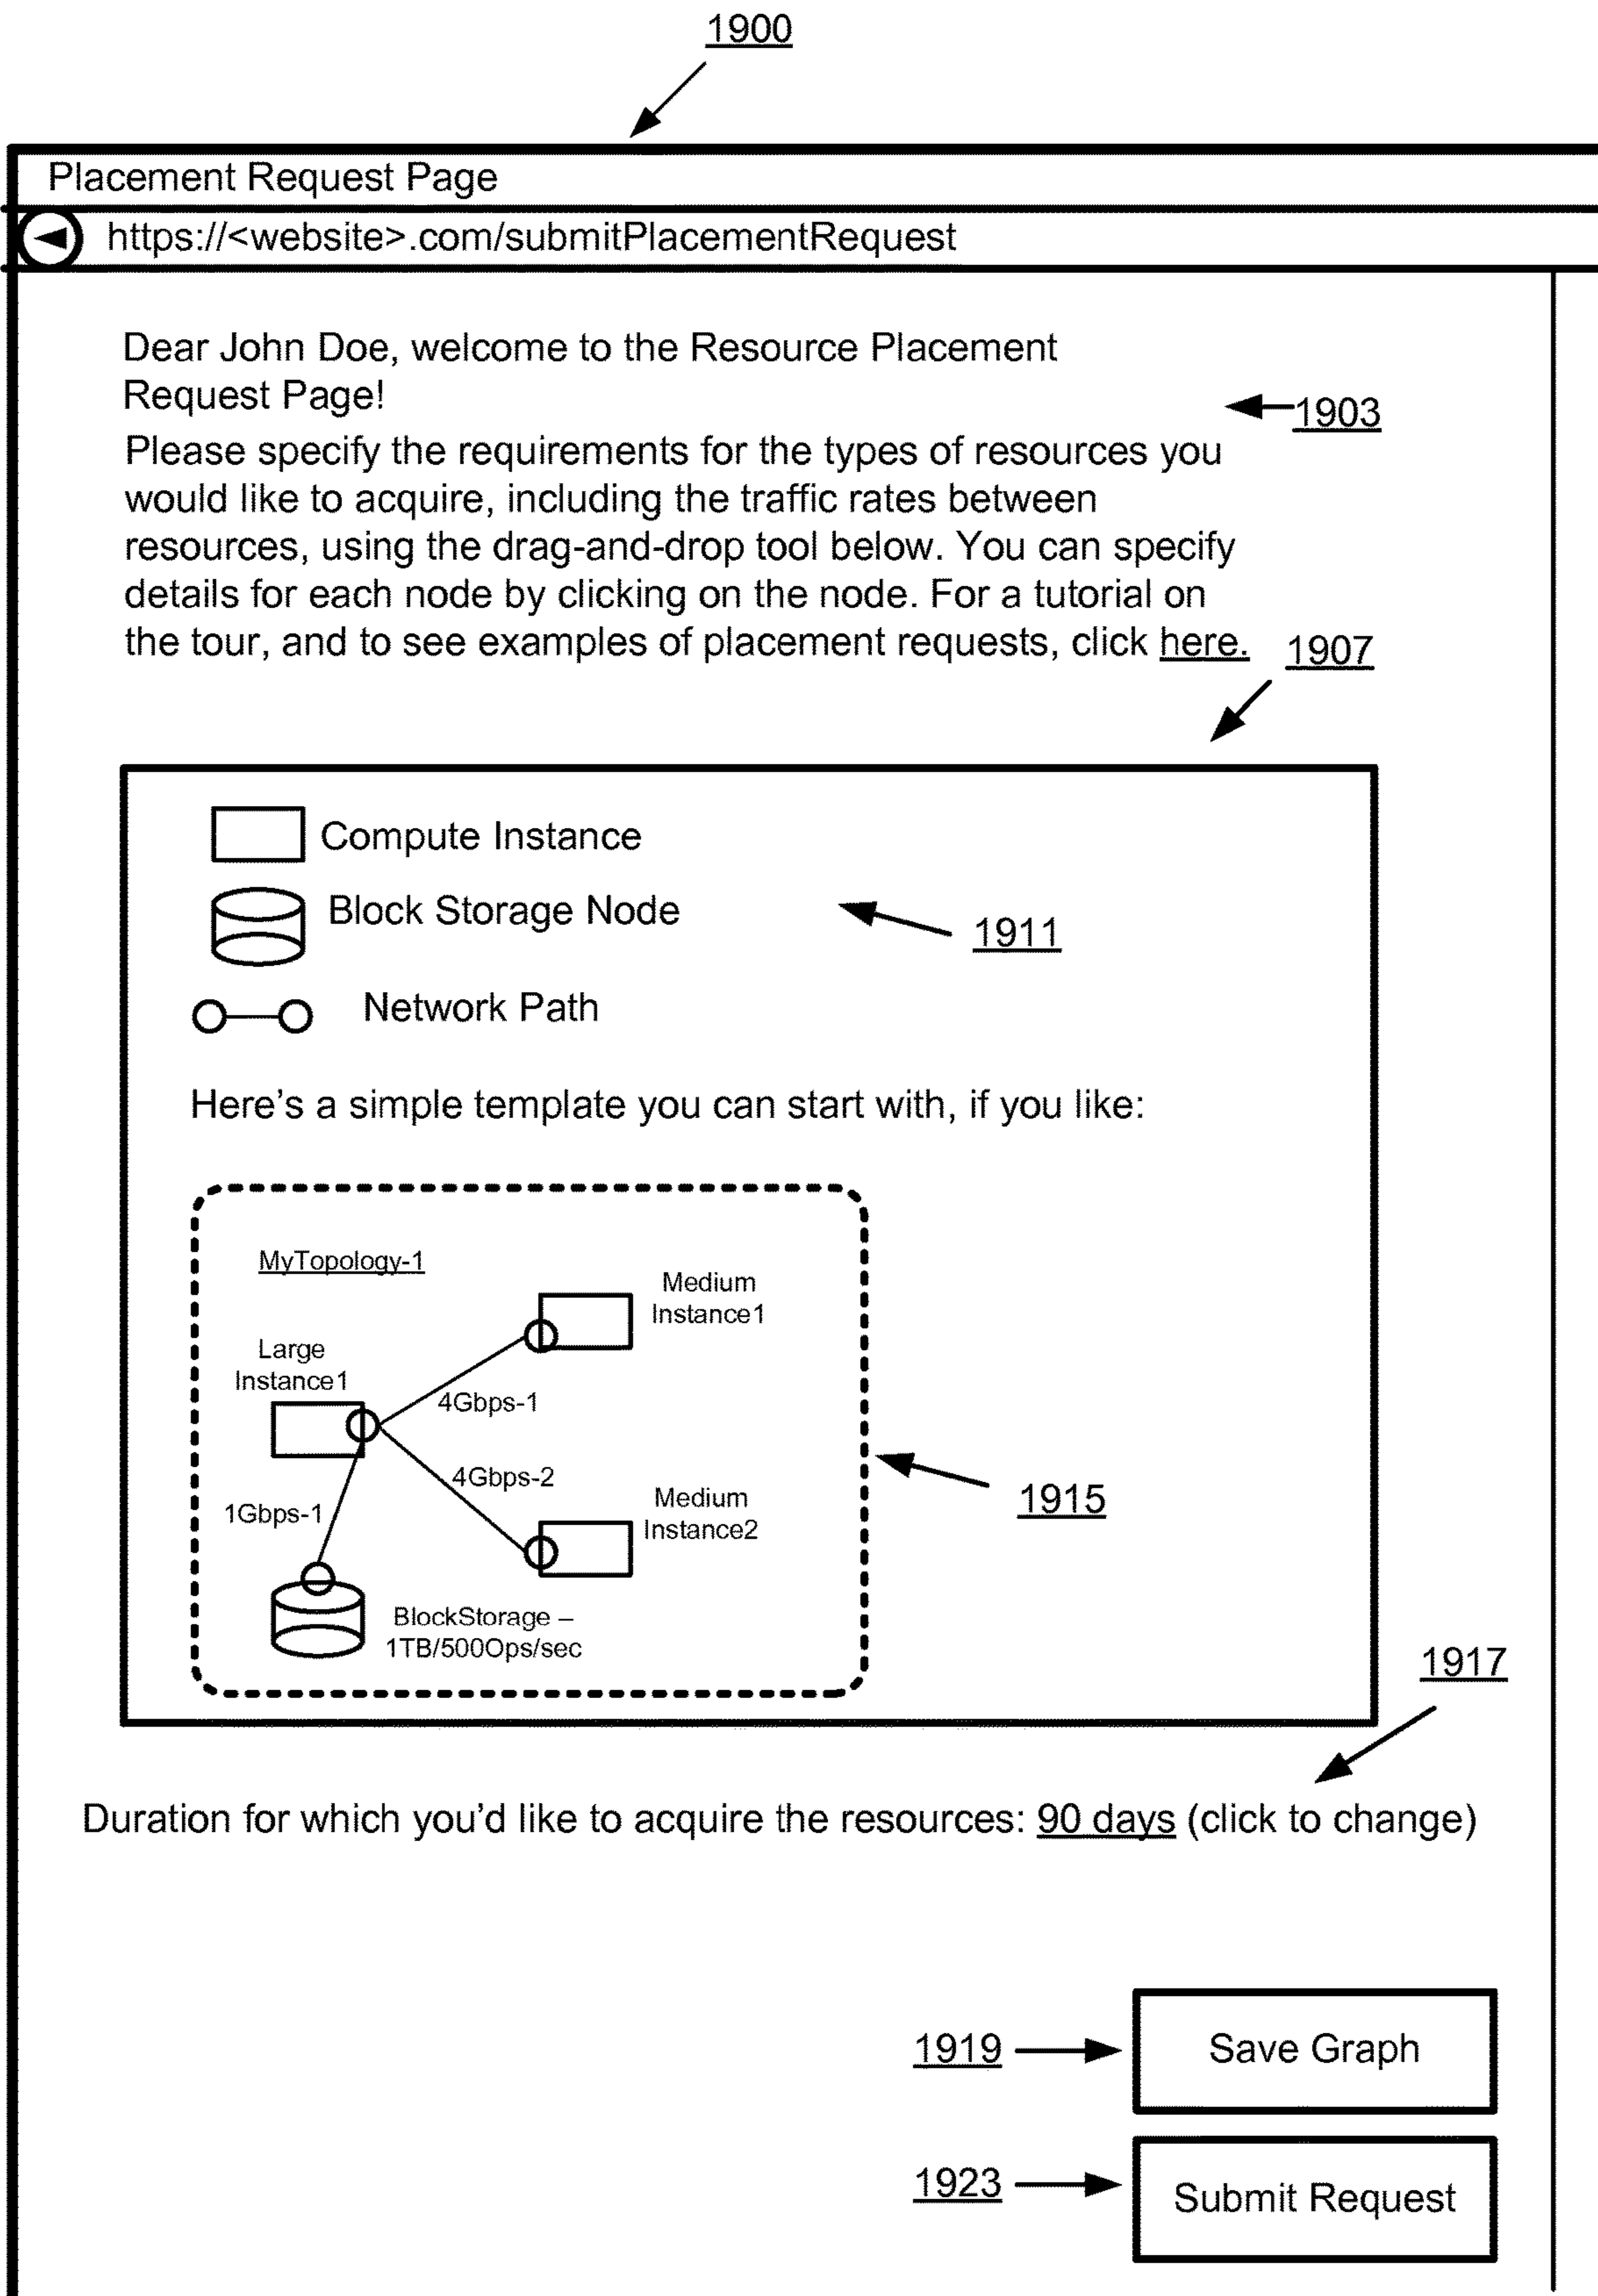 1900
Placement Request Page
https://<website>.com/submitPlacementRequest
Dear John Doe, welcome to the Resource Placement
Request Page!
1903
Please specify the requirements for the types of resources you
would like to acquire, including the traffic rates between
resources, using the drag-and-drop tool below. You can specify
details for each node by clicking on the node. For a tutorial on
the tour, and to see examples of placement requests, click here.
1907
Compute Instance
Block Storage Node
1911
Network Path
Here's a simple template you can start with, if you like:
MyTopology-1
Medium
Instance1
Large
Instance1
4Gbps-1
4Gbps-2
1Gbps-1
Medium
Instance2
1915
BlockStorage –
1TB/500Ops/sec
1917
Duration for which you'd like to acquire the resources: 90 days (click to change)
1919
Save Graph
1923
Submit Request